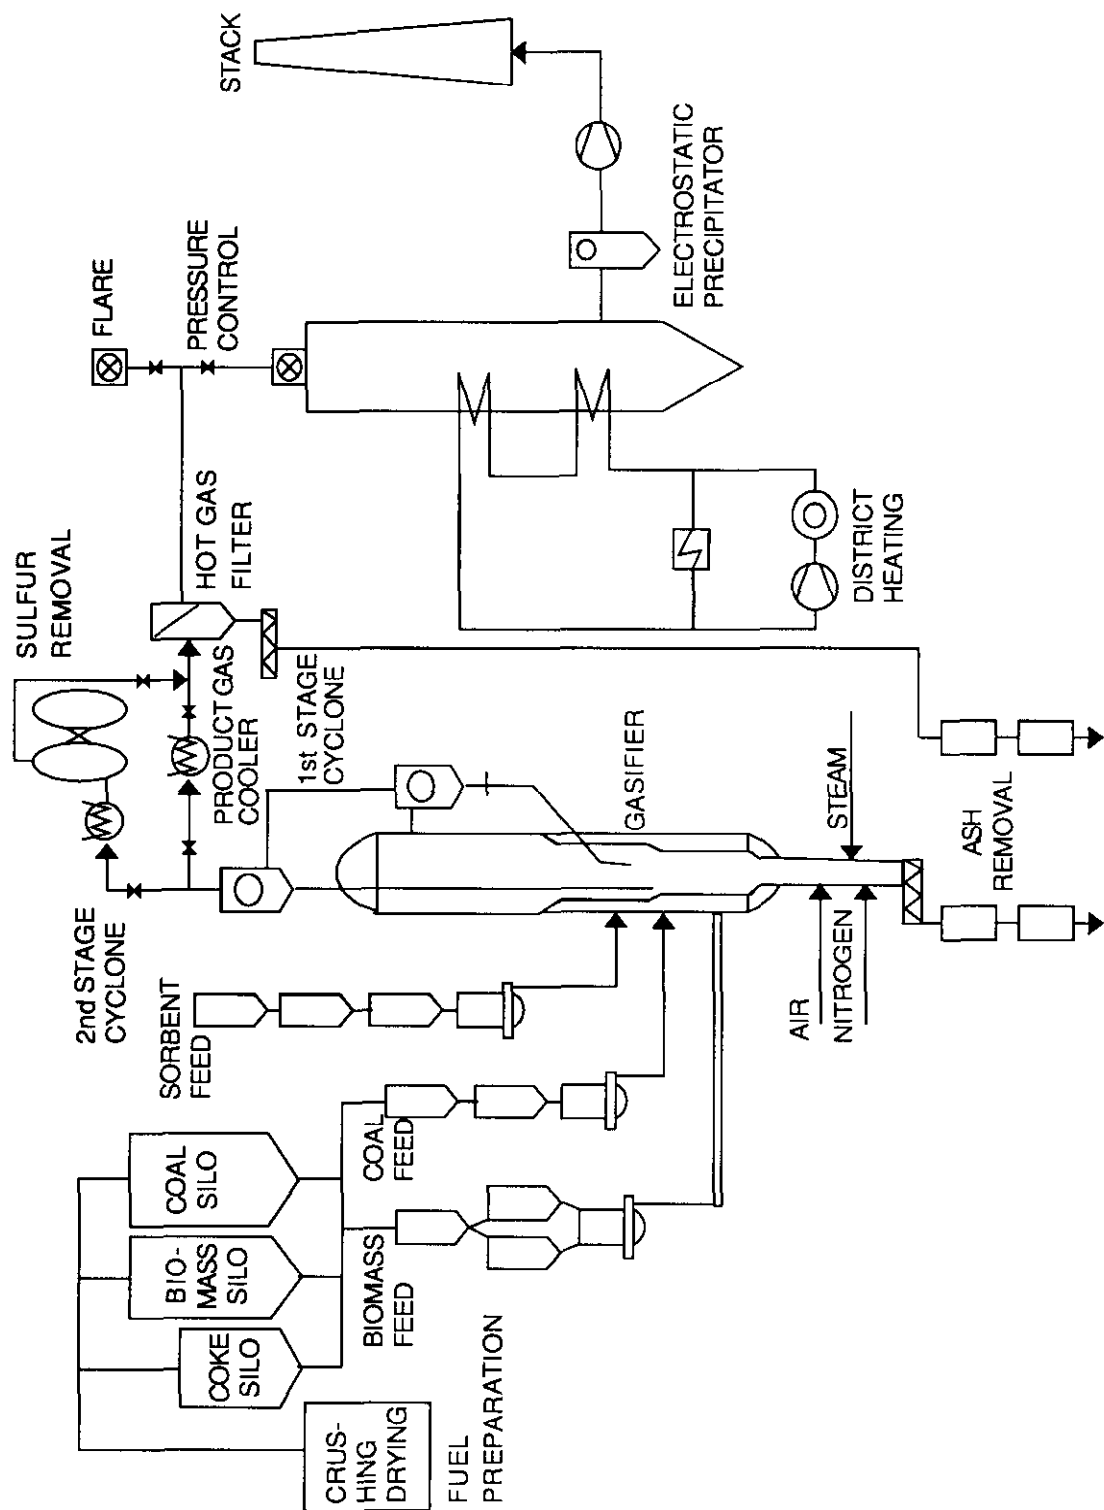 CRUS-
HING
DRYING
FUEL
PREPARATION
COKE
SILO
BIO-
MASS
SILO
COAL
SILO
BIOMASS
FEED
COAL
FEED
SORBENT
FEED
2nd STAGE
CYCLONE
SULFUR
REMOVAL
PRODUCT GAS
COOLER
1st STAGE
CYCLONE
HOT GAS
FILTER
GASIFIER
AIR
NITROGEN
STEAM
ASH
REMOVAL
FLARE
PRESSURE
CONTROL
DISTRICT
HEATING
ELECTROSTATIC
PRECIPITATOR
STACK